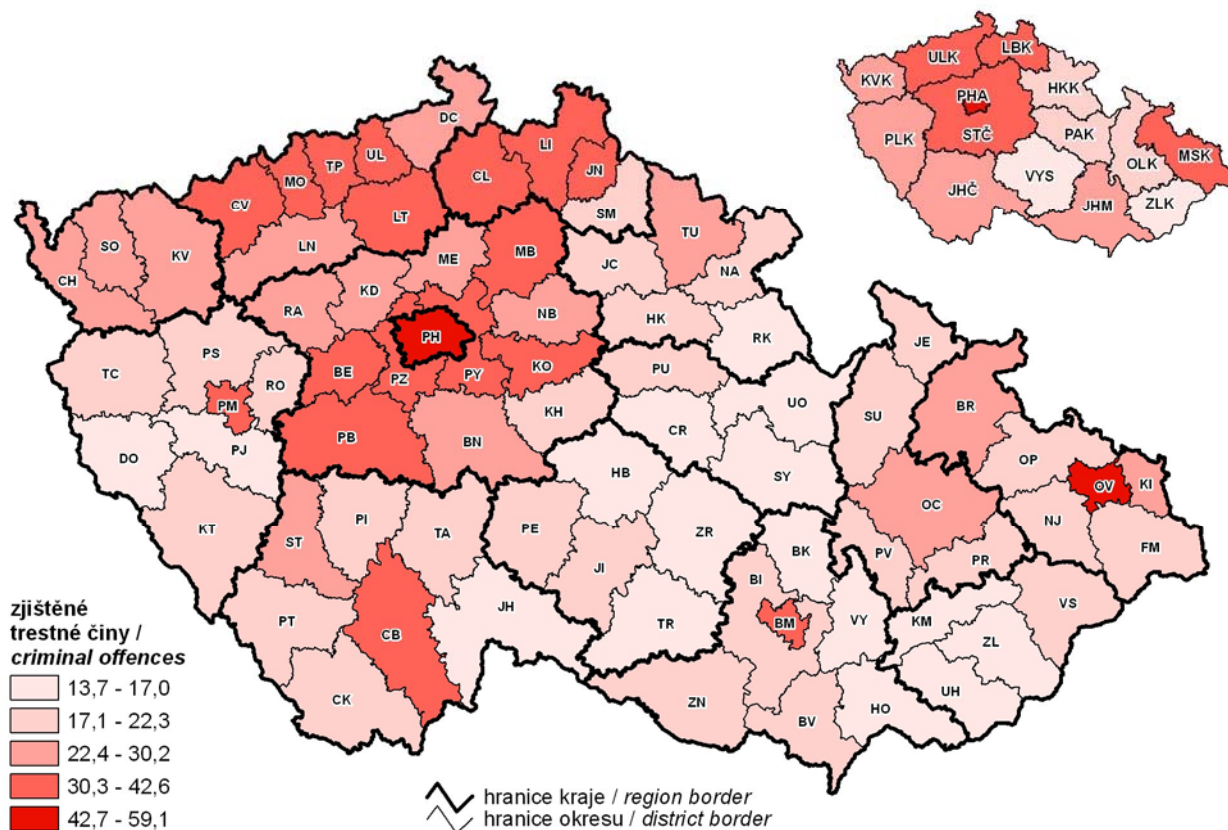 ULK
LBK
KVK
HKK
PHA
PLK
STČ
PAK
OLK
MSK
VYS
JHČ
JHM
ZLK
DC
LI
UL
TP
MO
CL
JN
CV
LT
SM
SO
KV
LN
ME
MB
TU
CH
JC
NA
RA
KD
NB
HK
PH
RK
PS
TC
RO
BE
PZ
PY
KO
PU
JE
PM
KH
UO
SU
BR
DO
PJ
PB
BN
CR
SY
OP
HB
OV
KI
KT
ST
PI
TA
PE
ZR
OC
NJ
BK
PV
PR
FM
JI
BI
PT
CB
JH
TR
BM
VY
KM
VS
ZL
CK
ZN
BV
HO
UH
zjištěné
trestné činy /
criminal offences
13,7 - 17,0
17,1 - 22,3
22,4 - 30,2
30,3 - 42,6
42,7 - 59,1
hranice kraje / region border
hranice okresu / district border